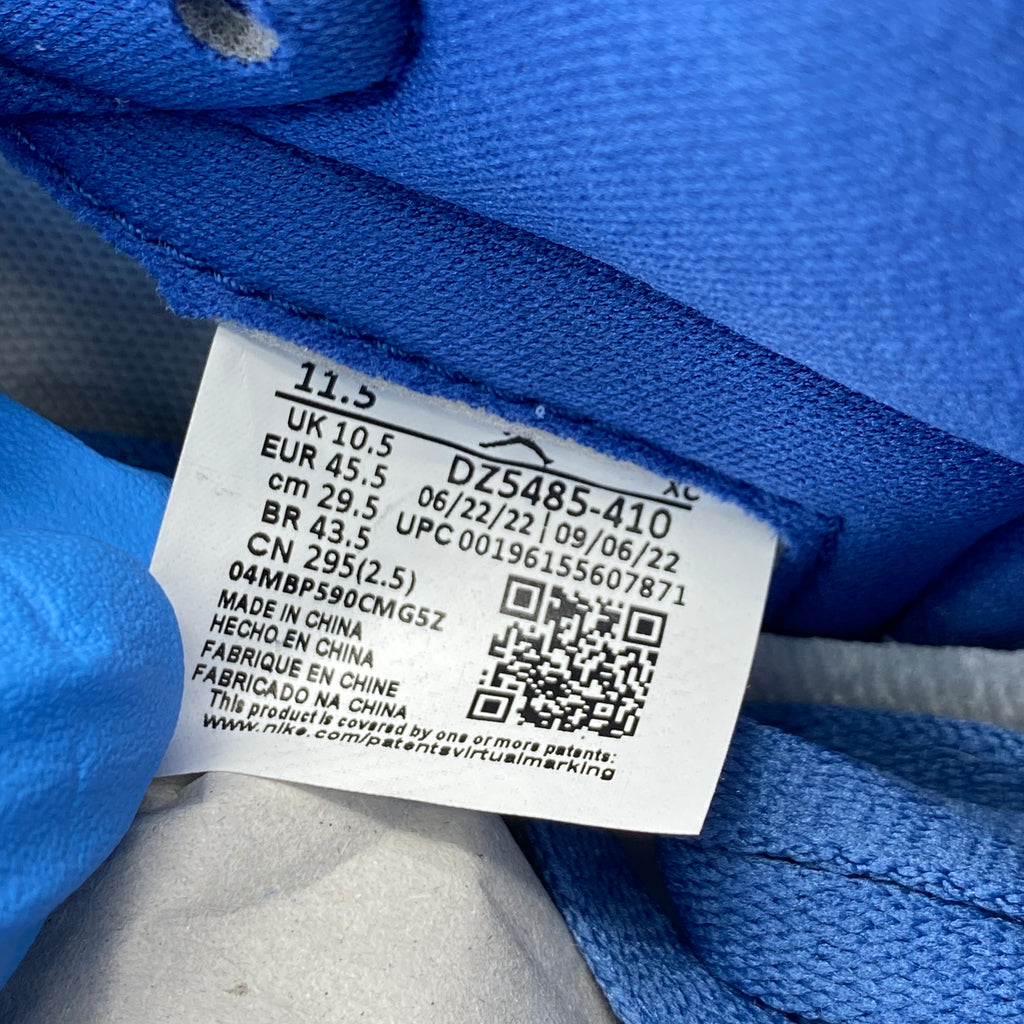 11.5
UK 10.5
EUR 45.5
cm 29.5
BR 43.5
CN 295(2.5)
XC
DZ5485-410
06/22/22 | 09/06/22
UPC 00196155607871
04MBP590CMG5Z
MADE IN CHINA
HECHO EN CHINA
FABRIQUE EN CHINE
FABRICADO NA CHINA
This product is covered by one or more patents:
www.nike.com/patentsvirtualmarking